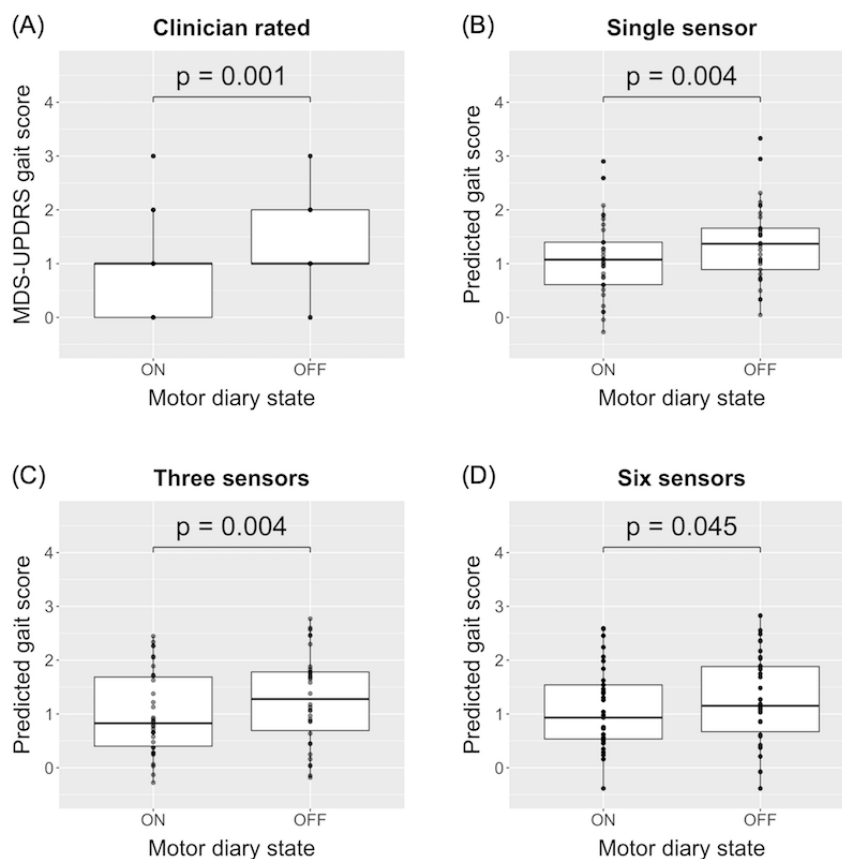 (A) Clinician rated
p = 0.001
MDS-UPDRS gait score
4
3
2
1
0
ON OFF
Motor diary state
(B) Single sensor
p = 0.004
Predicted gait score
4
3
2
1
0
ON OFF
Motor diary state
(C) Three sensors
p = 0.004
Predicted gait score
4
3
2
1
0
ON OFF
Motor diary state
(D) Six sensors
p = 0.045
Predicted gait score
4
3
2
1
0
ON OFF
Motor diary state